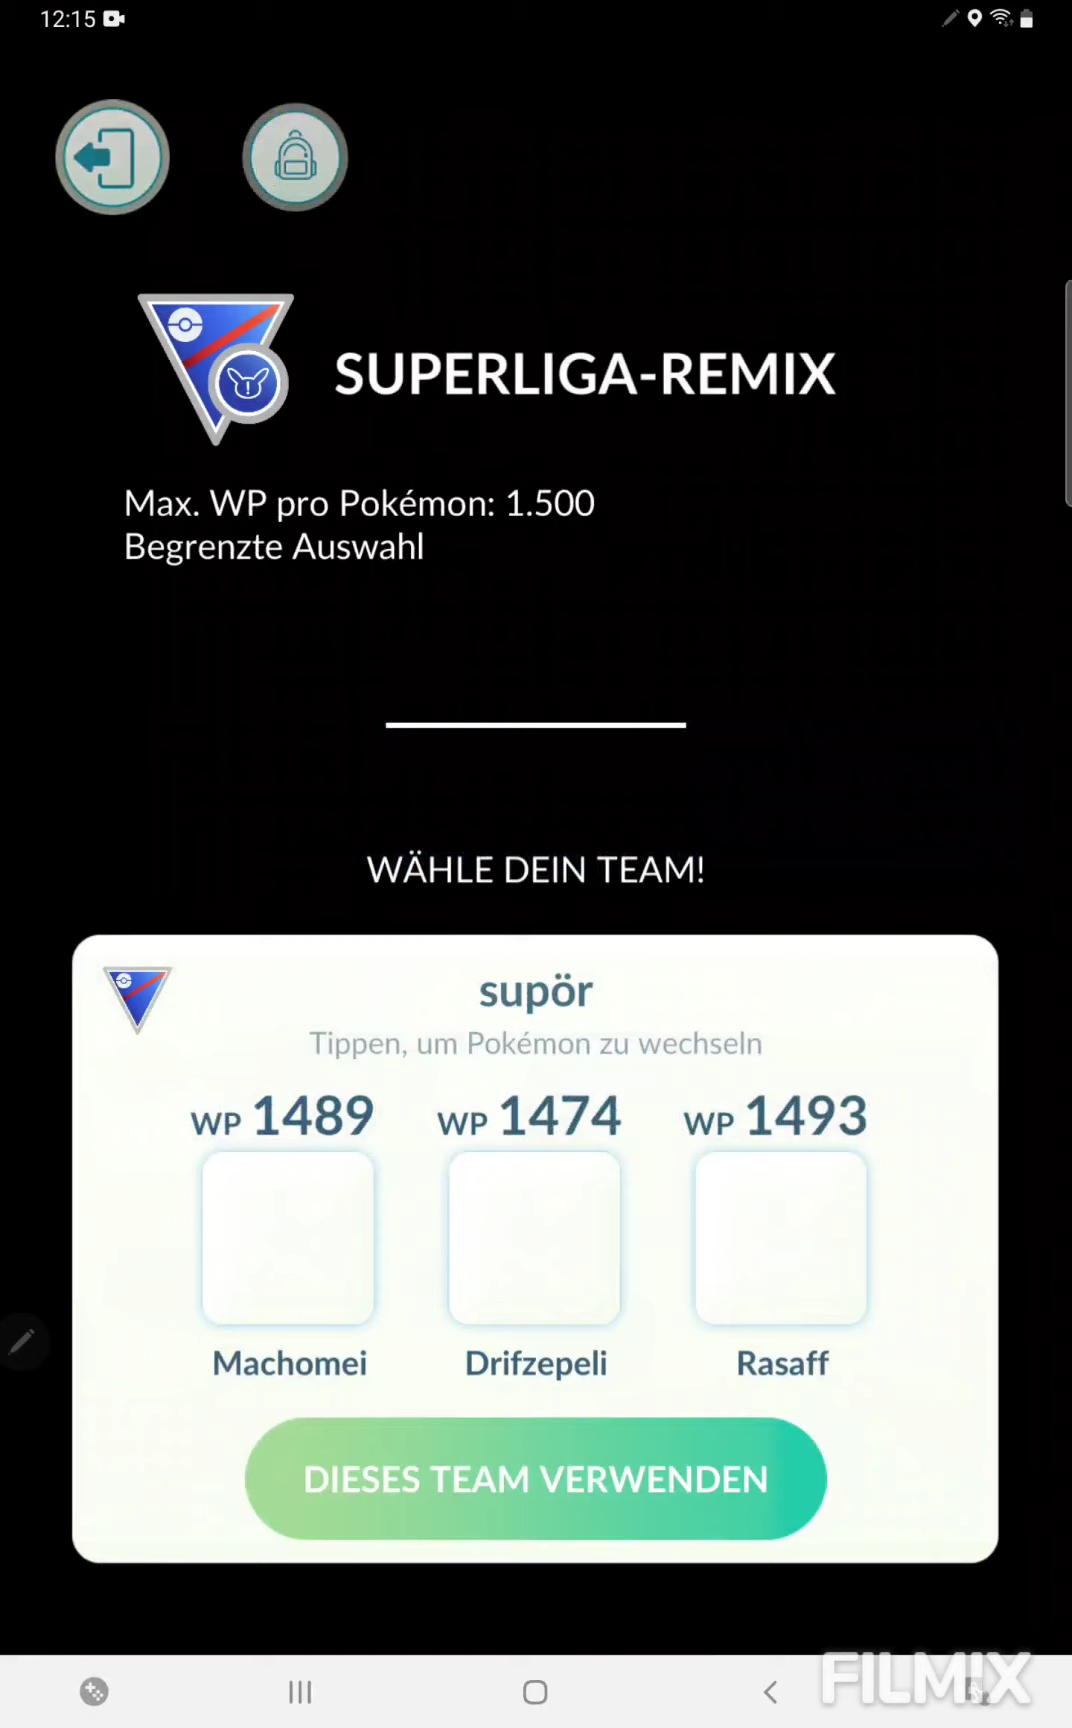 12:15
SUPERLIGA-REMIX
Max. WP pro Pokémon: 1.500
Begrenzte Auswahl
WÄHLE DEIN TEAM!
supör
Tippen, um Pokémon zu wechseln
WP 1489 WP 1474 WP 1493
Machomei Drifzepeli Rasaff
DIESES TEAM VERWENDEN
FILMIX